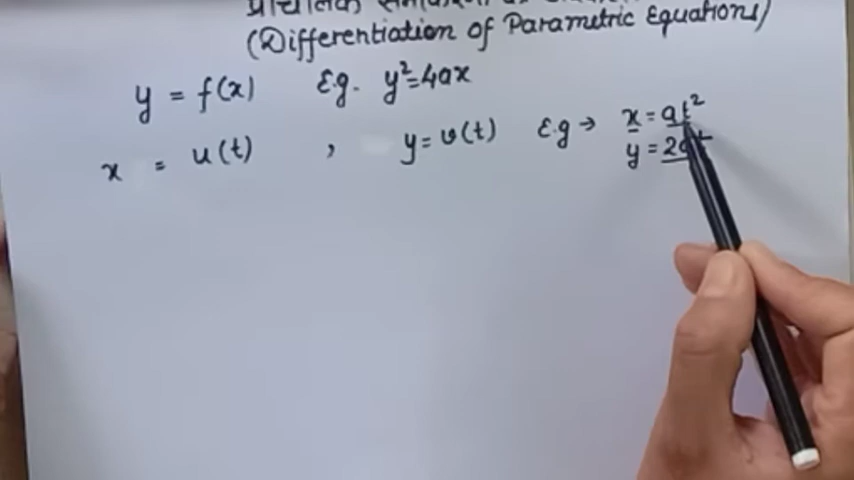 (Differentiation of Parametric Equations)
y = f(x) E.g. y²=4ax
x = u(t) , y = v(t) E.g → x = at²
y = 2at